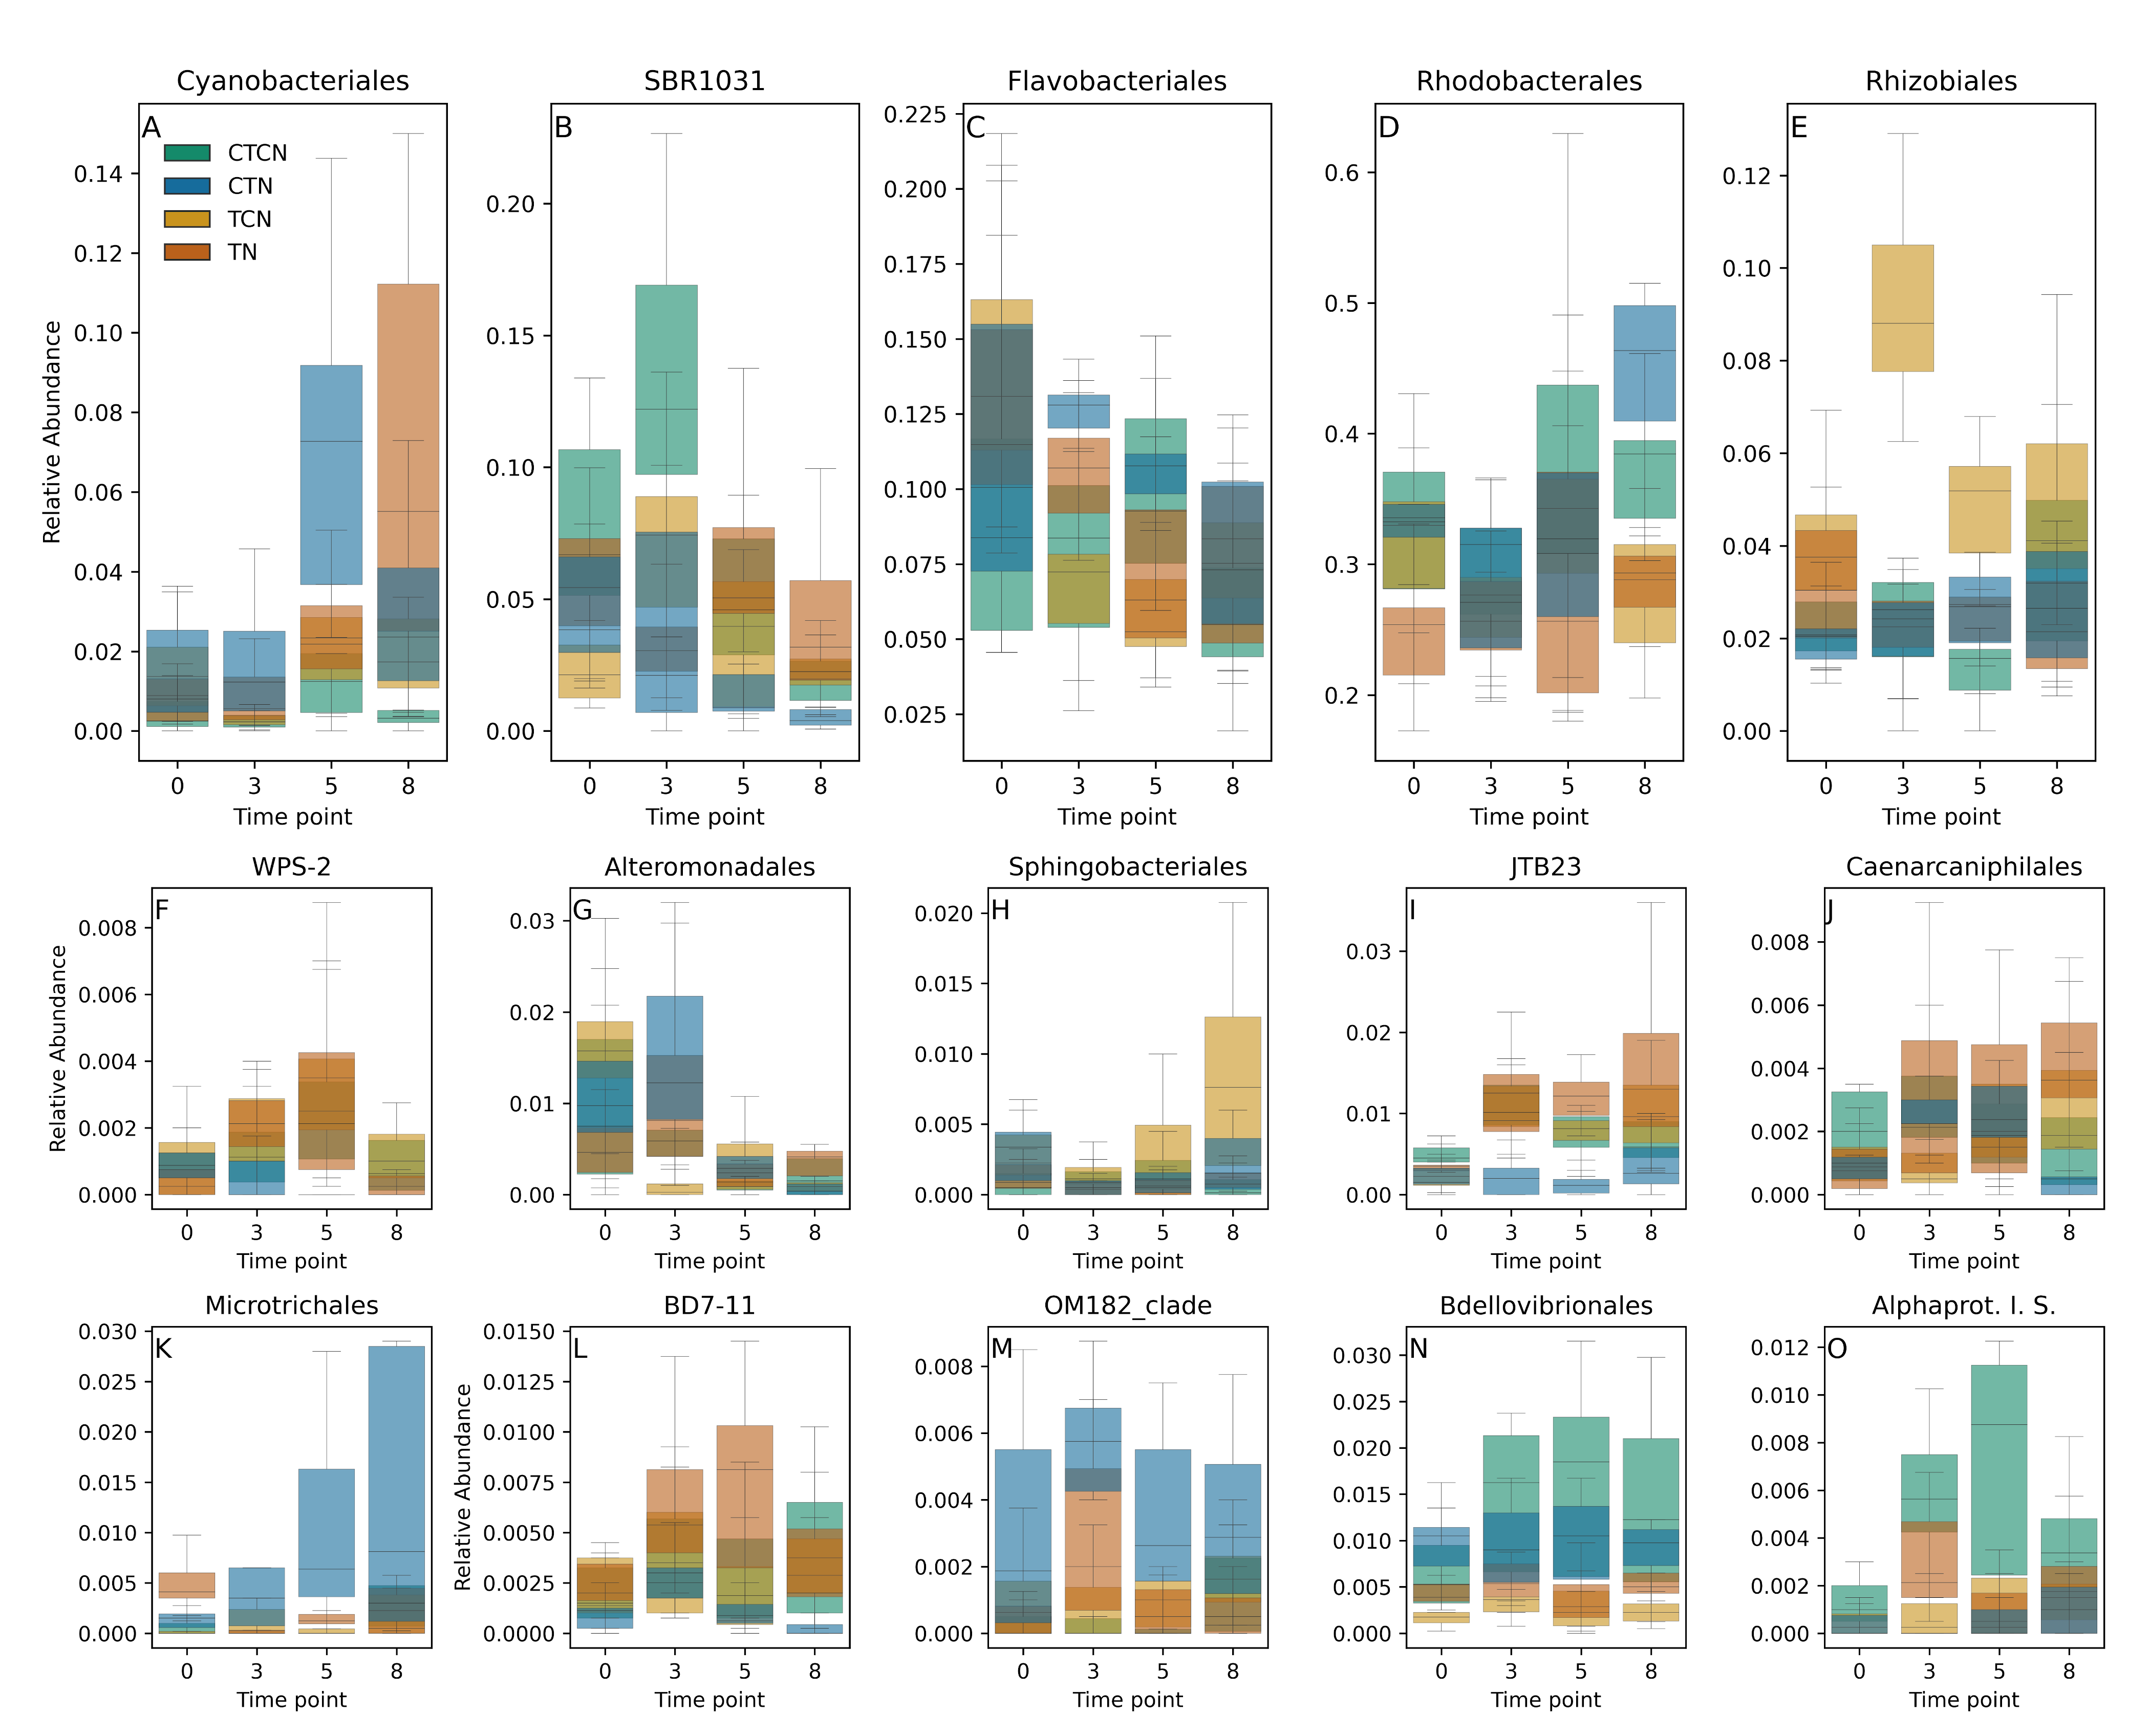 Cyanobacteriales
SBR1031
Flavobacteriales
Rhodobacterales
Rhizobiales
A
CTCN
CTN
TCN
TN
0.14
0.12
0.10
0.08
0.06
0.04
0.02
0.00
Relative Abundance
0 3 5 8
Time point
B
0.20
0.15
0.10
0.05
0.00
0 3 5 8
Time point
C
0.225
0.200
0.175
0.150
0.125
0.100
0.075
0.050
0.025
0 3 5 8
Time point
D
0.6
0.5
0.4
0.3
0.2
0 3 5 8
Time point
E
0.12
0.10
0.08
0.06
0.04
0.02
0.00
0 3 5 8
Time point
WPS-2
Alteromonadales
Sphingobacteriales
JTB23
Caenarcaniphilales
F
0.008
0.006
0.004
0.002
0.000
Relative Abundance
0 3 5 8
Time point
G
0.03
0.02
0.01
0.00
0 3 5 8
Time point
H
0.020
0.015
0.010
0.005
0.000
0 3 5 8
Time point
I
0.03
0.02
0.01
0.00
0 3 5 8
Time point
J
0.008
0.006
0.004
0.002
0.000
0 3 5 8
Time point
Microtrichales
BD7-11
OM182_clade
Bdellovibrionales
Alphaprot. I. S.
K
0.030
0.025
0.020
0.015
0.010
0.005
0.000
0 3 5 8
Time point
L
0.0150
0.0125
0.0100
0.0075
0.0050
0.0025
0.0000
Relative Abundance
0 3 5 8
Time point
M
0.008
0.006
0.004
0.002
0.000
0 3 5 8
Time point
N
0.030
0.025
0.020
0.015
0.010
0.005
0.000
0 3 5 8
Time point
O
0.012
0.010
0.008
0.006
0.004
0.002
0.000
0 3 5 8
Time point